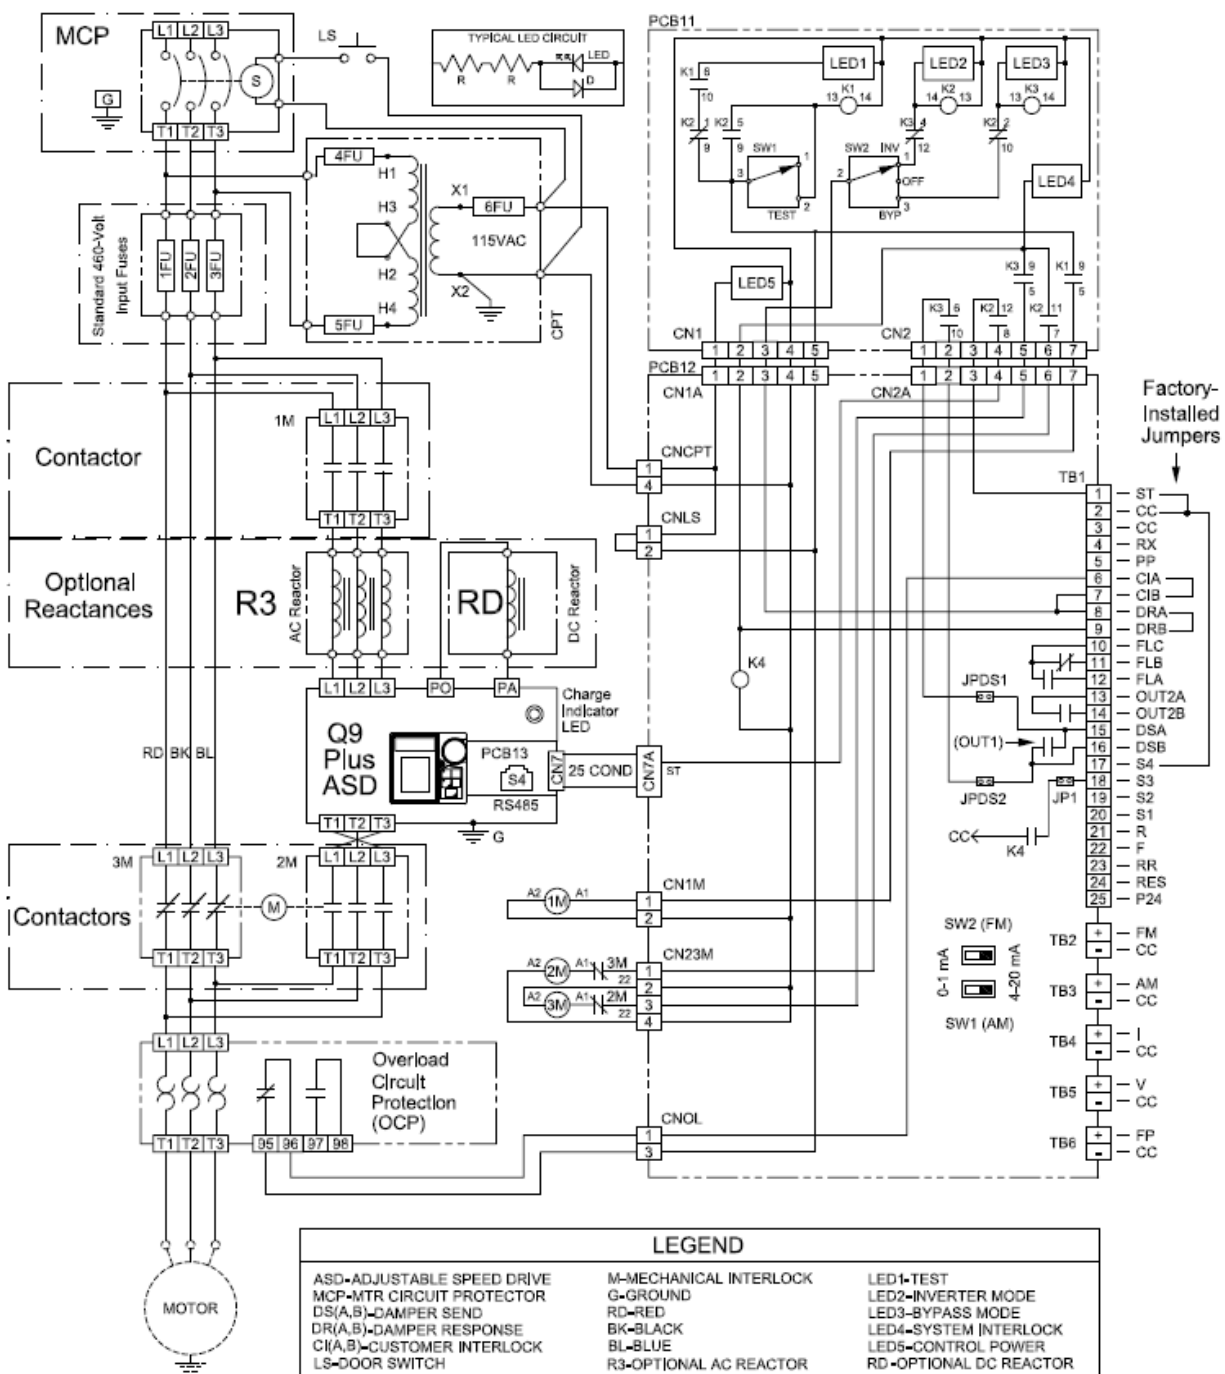 MCP
L1 L2 L3
S
G
T1 T2 T3
LS
TYPICAL LED CIRCUIT
LED
R R D
4FU
H1
H3
H2
H4
5FU
X1
6FU
115VAC
X2
CPT
Standard 460-Volt
Input Fuses
1FU 2FU 3FU
PCB11
LED1 LED2 LED3
K1 8
10
K2 1
9
K2 5
9
13 K1 14
14 K2 13
13 K3 14
SW1
1
3
2
TEST
SW2 INV
2
1
OFF
3
BYP
K3 4
12
K2 2
10
LED4
LED5
K3 9
5
K1 9
5
K3 6
10
K2 12
8
K2 11
7
CN1
1 2 3 4 5
CN2
1 2 3 4 5 6 7
PCB12
1 2 3 4 5
CN1A
1 2 3 4 5 6 7
CN2A
Factory-
Installed
Jumpers
Contactor
1M
L1 L2 L3
T1 T2 T3
CNCPT
1
4
CNLS
1
2
Optional
Reactances
R3
AC Reactor
RD
DC Reactor
K4
TB1
1 ST
2 CC
3 CC
4 RX
5 PP
6 CIA
7 CIB
8 DRA
9 DRB
10 FLC
11 FLB
12 FLA
13 OUT2A
14 OUT2B
15 DSA
16 DSB
17 S4
18 S3
19 S2
20 S1
21 R
22 F
23 RR
24 RES
25 P24
JPDS1
(OUT1)
JPDS2
JP1
CC
K4
L1 L2 L3
PO
PA
Charge
Indicator
LED
Q9
Plus
ASD
PCB13
S4
RS485
CN7
25 COND
CN7A
ST
T1 T2 T3
G
RD BK BL
Contactors
3M
L1 L2 L3
2M
L1 L2 L3
M
T1 T2 T3
T1 T2 T3
A2 1M A1
CN1M
1
2
A2 2M A1 3M
22
A2 3M A1 2M
22
CN23M
1
2
3
4
SW2 (FM)
0-1 mA
4-20 mA
SW1 (AM)
TB2 + FM
- CC
TB3 + AM
- CC
TB4 + I
- CC
TB5 + V
- CC
TB6 + FP
- CC
L1 L2 L3
Overload
Circuit
Protection
(OCP)
T1 T2 T3
95 96 97 98
CNOL
1
3
MOTOR
LEGEND
ASD-ADJUSTABLE SPEED DRIVE
MCP-MTR CIRCUIT PROTECTOR
DS(A,B)-DAMPER SEND
DR(A,B)-DAMPER RESPONSE
CI(A,B)-CUSTOMER INTERLOCK
LS-DOOR SWITCH
M-MECHANICAL INTERLOCK
G-GROUND
RD-RED
BK-BLACK
BL-BLUE
R3-OPTIONAL AC REACTOR
LED1-TEST
LED2-INVERTER MODE
LED3-BYPASS MODE
LED4-SYSTEM INTERLOCK
LED5-CONTROL POWER
RD-OPTIONAL DC REACTOR